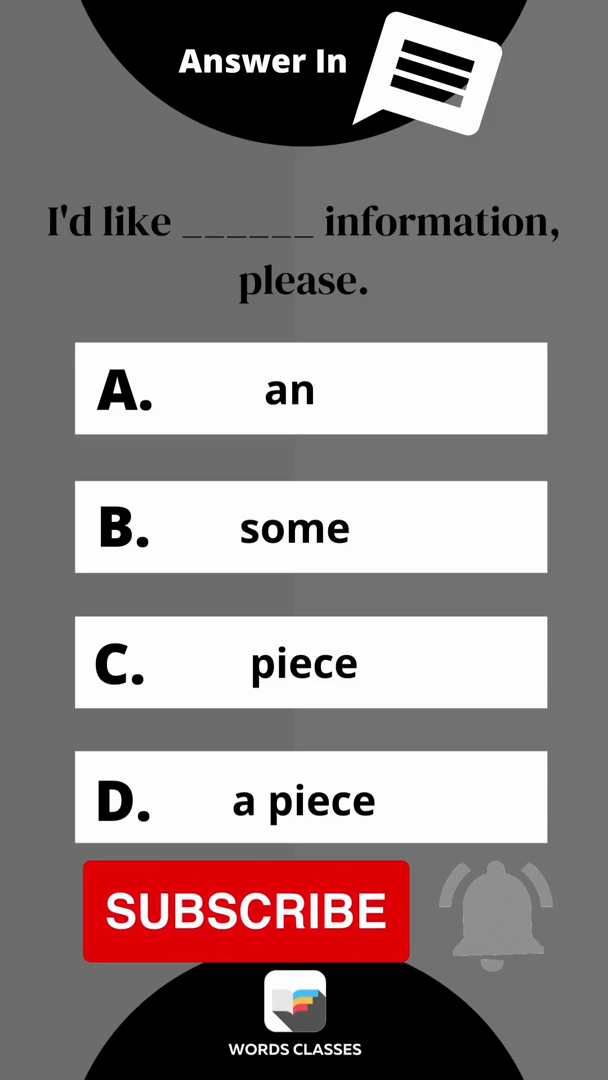 Answer In
I'd like ______ information,
please.
A. an
B. some
C. piece
D. a piece
SUBSCRIBE
WORDS CLASSES